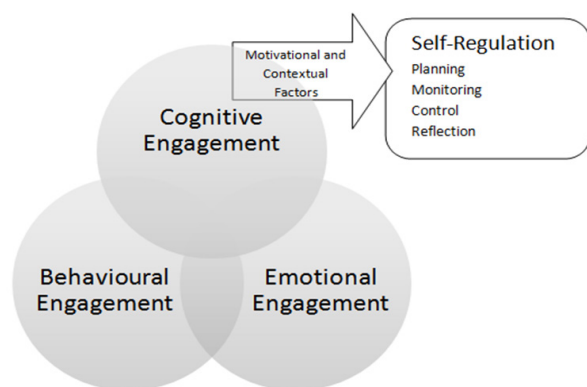 Motivational and
Contextual
Factors
Self-Regulation
Planning
Monitoring
Control
Reflection
Cognitive
Engagement
Behavioural
Engagement
Emotional
Engagement